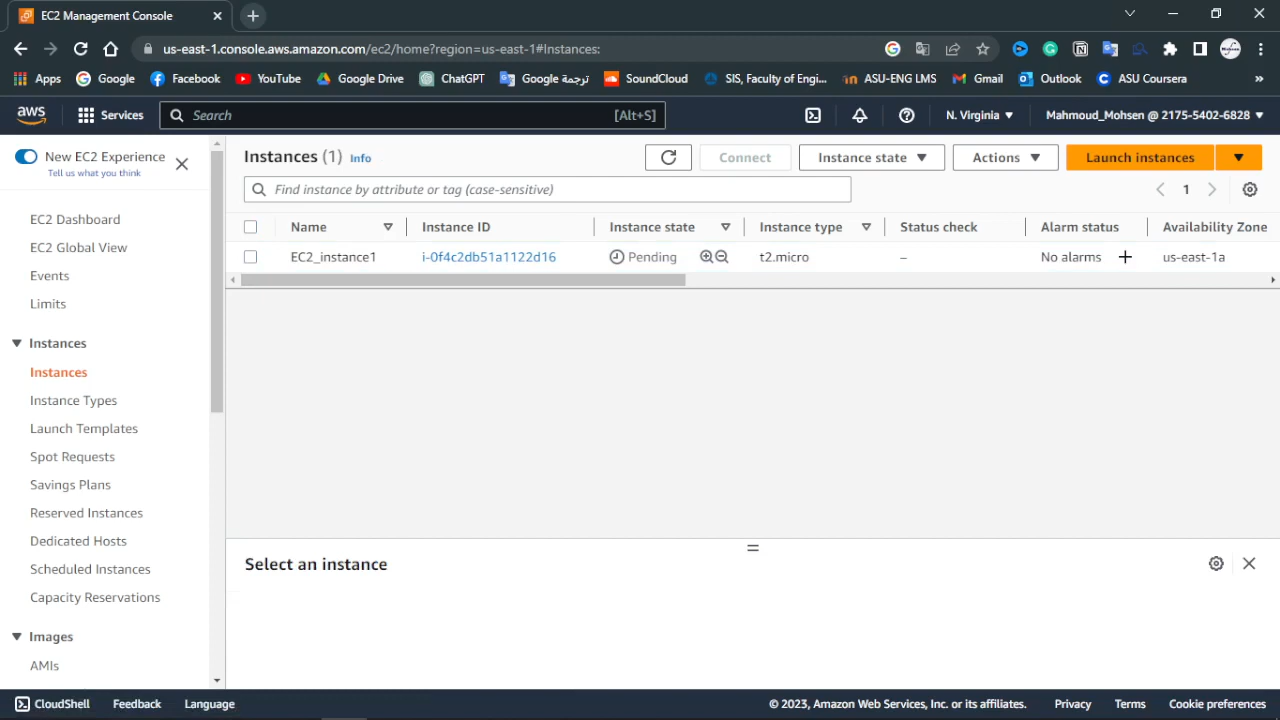 EC2 Management Console
us-east-1.console.aws.amazon.com/ec2/home?region=us-east-1#Instances:
Apps Google Facebook YouTube Google Drive ChatGPT ترجمة Google SoundCloud SIS, Faculty of Engi... ASU-ENG LMS Gmail Outlook ASU Coursera »
aws Services Search [Alt+S] N. Virginia Mahmoud_Mohsen @ 2175-5402-6828
New EC2 Experience
Tell us what you think
EC2 Dashboard
EC2 Global View
Events
Limits
Instances
Instances
Instance Types
Launch Templates
Spot Requests
Savings Plans
Reserved Instances
Dedicated Hosts
Scheduled Instances
Capacity Reservations
Images
AMIs
Instances (1) Info Connect Instance state Actions Launch instances
Find instance by attribute or tag (case-sensitive) 1
Name Instance ID Instance state Instance type Status check Alarm status Availability Zone
EC2_instance1 i-0f4c2db51a1122d16 Pending t2.micro – No alarms + us-east-1a
Select an instance
CloudShell Feedback Language © 2023, Amazon Web Services, Inc. or its affiliates. Privacy Terms Cookie preferences